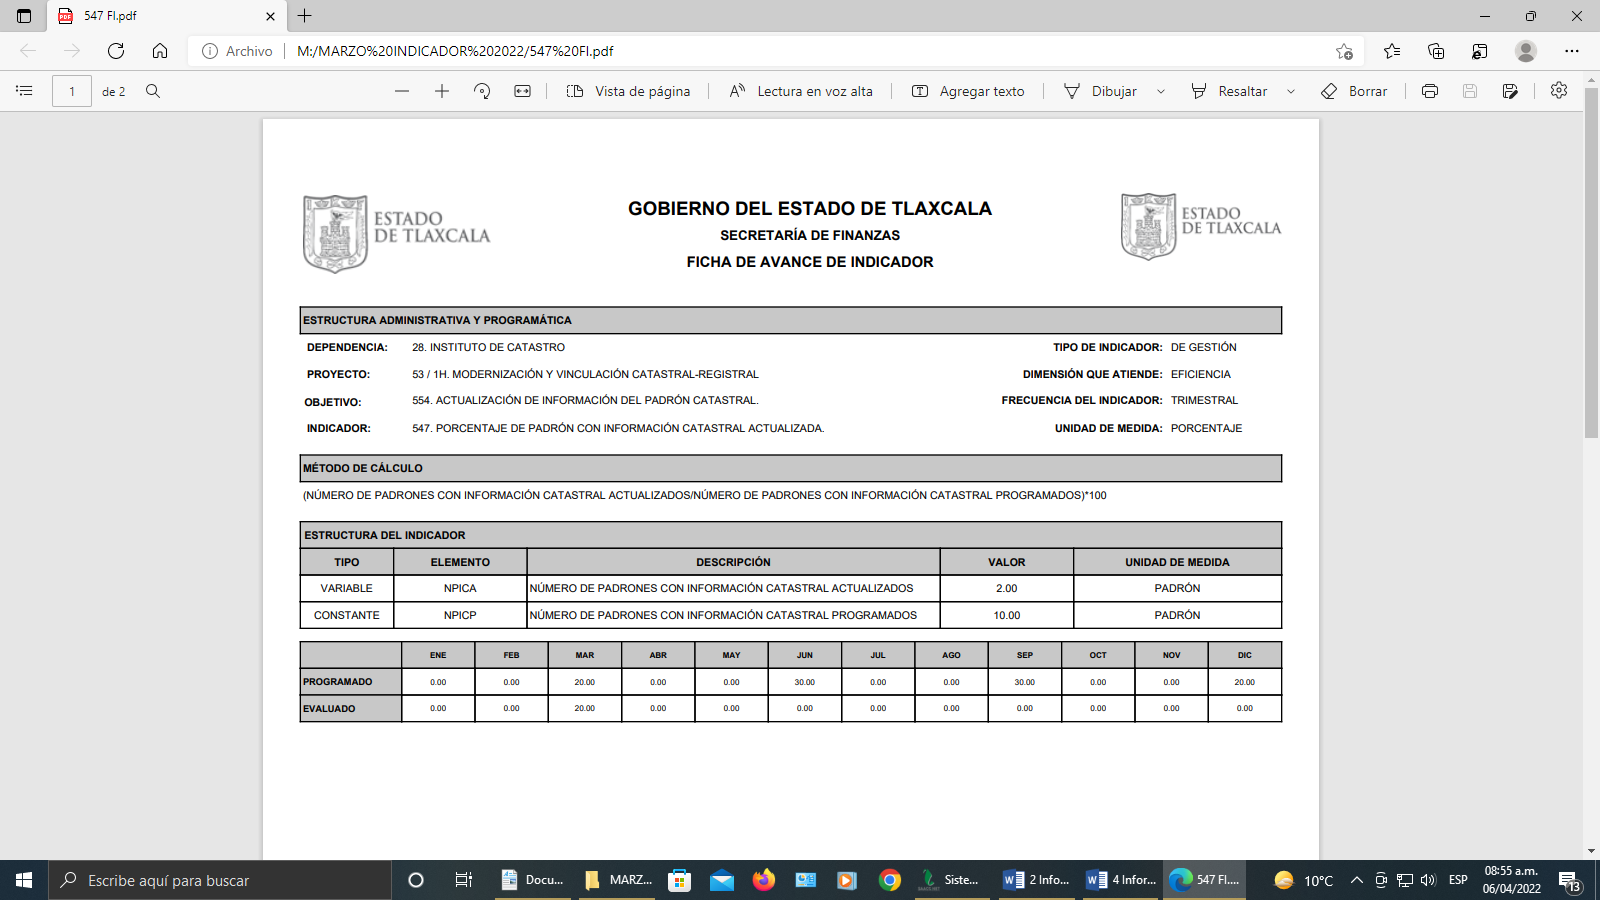 547 FI.pdf
Archivo
M:/MARZO%20INDICADOR%202022/547%20FI.pdf
1 de 2
Vista de página
Lectura en voz alta
Agregar texto
Dibujar
Resaltar
Borrar
ESTADO DE TLAXCALA
GOBIERNO DEL ESTADO DE TLAXCALA
SECRETARÍA DE FINANZAS
FICHA DE AVANCE DE INDICADOR
ESTADO DE TLAXCALA
ESTRUCTURA ADMINISTRATIVA Y PROGRAMÁTICA
DEPENDENCIA: 28. INSTITUTO DE CATASTRO TIPO DE INDICADOR: DE GESTIÓN
PROYECTO: 53 / 1H. MODERNIZACIÓN Y VINCULACIÓN CATASTRAL-REGISTRAL DIMENSIÓN QUE ATIENDE: EFICIENCIA
OBJETIVO: 554. ACTUALIZACIÓN DE INFORMACIÓN DEL PADRÓN CATASTRAL. FRECUENCIA DEL INDICADOR: TRIMESTRAL
INDICADOR: 547. PORCENTAJE DE PADRÓN CON INFORMACIÓN CATASTRAL ACTUALIZADA. UNIDAD DE MEDIDA: PORCENTAJE
MÉTODO DE CÁLCULO
(NÚMERO DE PADRONES CON INFORMACIÓN CATASTRAL ACTUALIZADOS/NÚMERO DE PADRONES CON INFORMACIÓN CATASTRAL PROGRAMADOS)*100
ESTRUCTURA DEL INDICADOR
TIPO ELEMENTO DESCRIPCIÓN VALOR UNIDAD DE MEDIDA
VARIABLE NPICA NÚMERO DE PADRONES CON INFORMACIÓN CATASTRAL ACTUALIZADOS 2.00 PADRÓN
CONSTANTE NPICP NÚMERO DE PADRONES CON INFORMACIÓN CATASTRAL PROGRAMADOS 10.00 PADRÓN
ENE FEB MAR ABR MAY JUN JUL AGO SEP OCT NOV DIC
PROGRAMADO 0.00 0.00 20.00 0.00 0.00 30.00 0.00 0.00 30.00 0.00 0.00 20.00
EVALUADO 0.00 0.00 20.00 0.00 0.00 0.00 0.00 0.00 0.00 0.00 0.00 0.00
Escribe aquí para buscar
Docu...
MARZ...
Siste...
2 Info...
4 Infor...
547 FI....
10°C
ESP
08:55 a.m.
06/04/2022
13